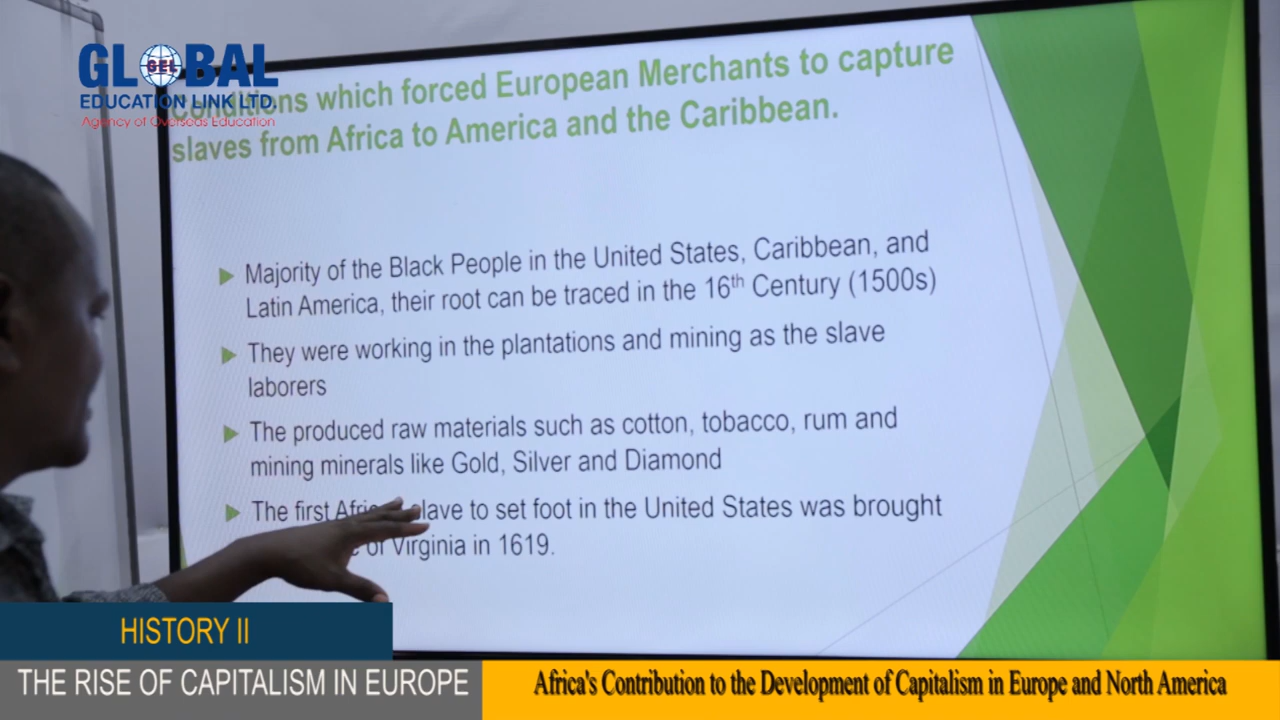 GLOBAL
GEL
EDUCATION LINK LTD.
Agency of Overseas Education
Conditions which forced European Merchants to capture
slaves from Africa to America and the Caribbean.
Majority of the Black People in the United States, Caribbean, and
Latin America, their root can be traced in the 16th Century (1500s)
They were working in the plantations and mining as the slave
laborers
The produced raw materials such as cotton, tobacco, rum and
mining minerals like Gold, Silver and Diamond
The first slave to set foot in the United States was brought
of Virginia in 1619.
HISTORY II
THE RISE OF CAPITALISM IN EUROPE
Africa's Contribution to the Development of Capitalism in Europe and North America